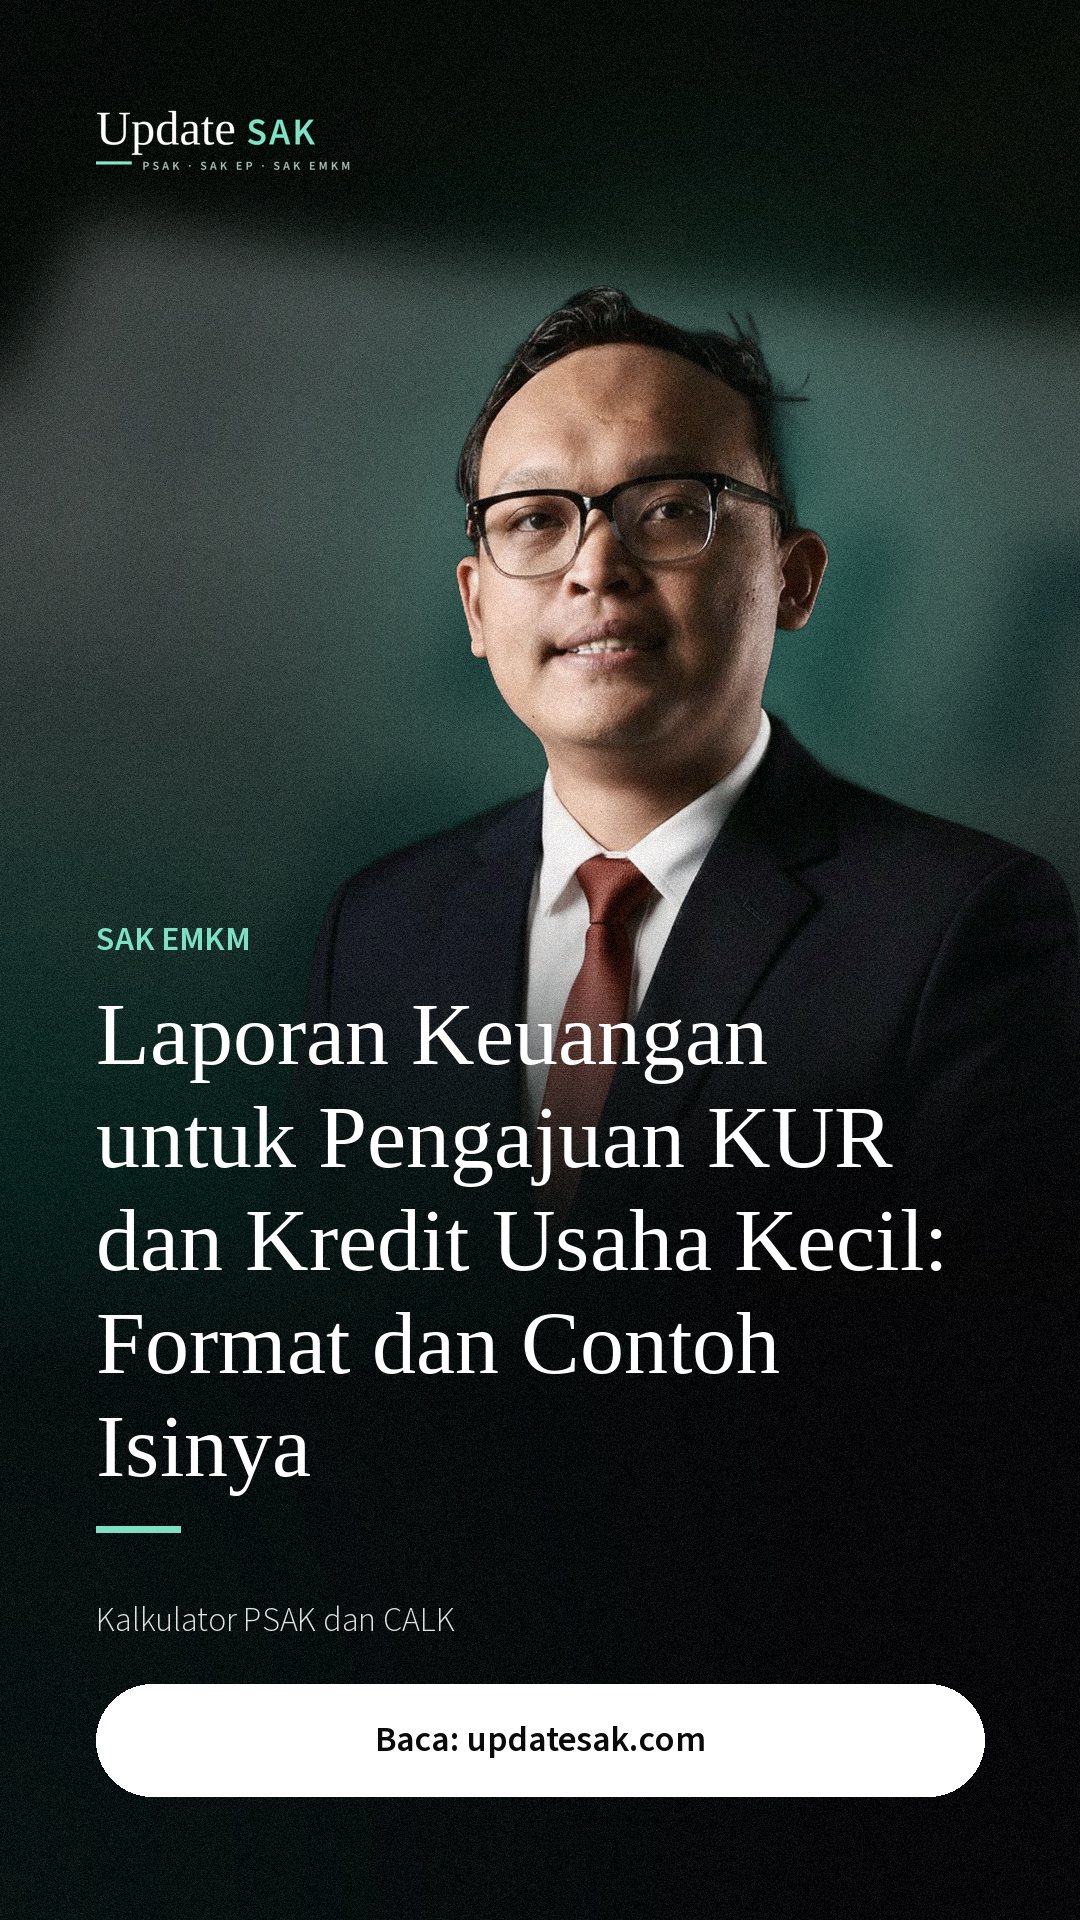 Update SAK
PSAK · SAK EP · SAK EMKM
SAK EMKM
Laporan Keuangan
untuk Pengajuan KUR
dan Kredit Usaha Kecil:
Format dan Contoh
Isinya
Kalkulator PSAK dan CALK
Baca: updatesak.com